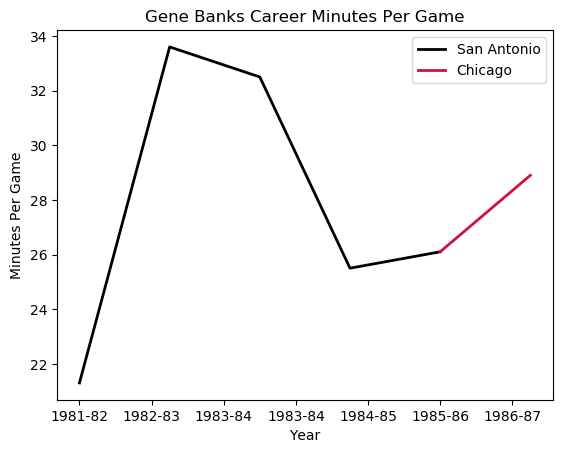 Gene Banks Career Minutes Per Game
San Antonio
Chicago
Minutes Per Game
34
32
30
28
26
24
22
1981-82 1982-83 1983-84 1983-84 1984-85 1985-86 1986-87
Year